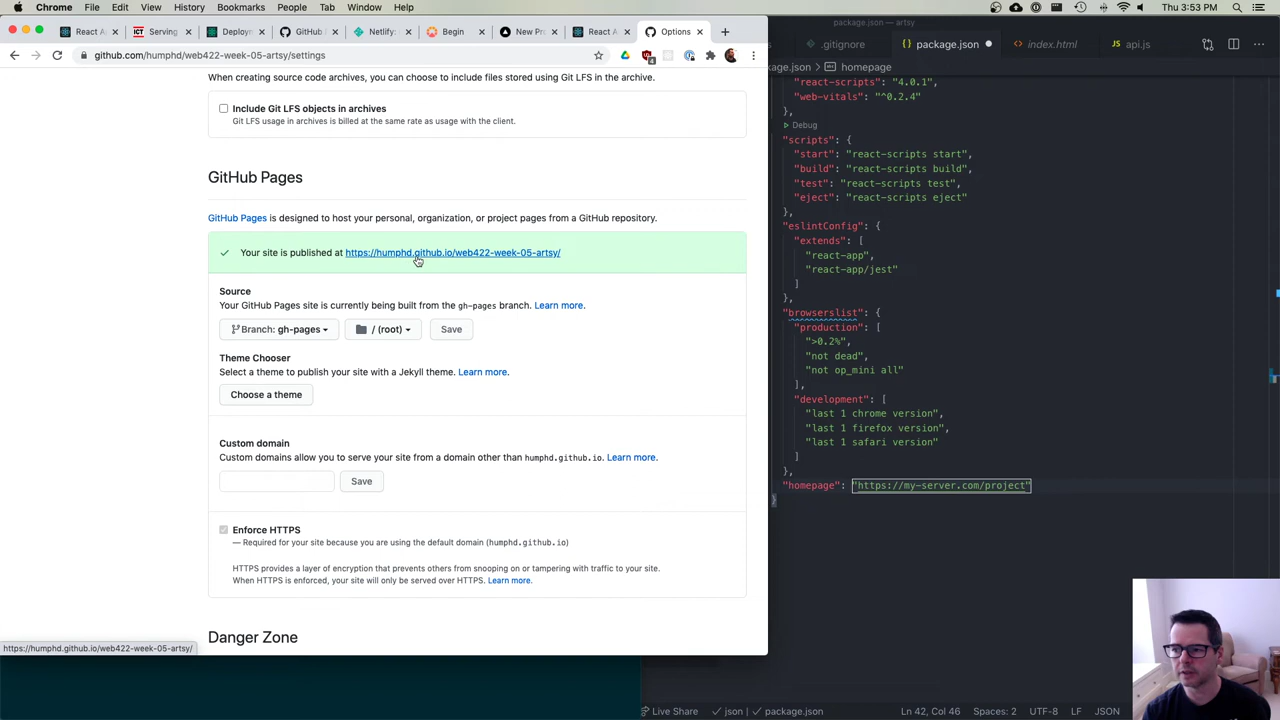 Chrome File Edit View History Bookmarks People Tab Window Help
Thu 3:53 PM
package.json — artsy
React A
Serving
Deploym
GitHub
Netlify:
Begin
New Pro
React A
Options
github.com/humphd/web422-week-05-artsy/settings
When creating source code archives, you can choose to include files stored using Git LFS in the archive.
Include Git LFS objects in archives
Git LFS usage in archives is billed at the same rate as usage with the client.
GitHub Pages
GitHub Pages is designed to host your personal, organization, or project pages from a GitHub repository.
Your site is published at https://humphd.github.io/web422-week-05-artsy/
Source
Your GitHub Pages site is currently being built from the gh-pages branch. Learn more.
Branch: gh-pages
/ (root)
Save
Theme Chooser
Select a theme to publish your site with a Jekyll theme. Learn more.
Choose a theme
Custom domain
Custom domains allow you to serve your site from a domain other than humphd.github.io. Learn more.
Save
Enforce HTTPS
— Required for your site because you are using the default domain (humphd.github.io)
HTTPS provides a layer of encryption that prevents others from snooping on or tampering with traffic to your site.
When HTTPS is enforced, your site will only be served over HTTPS. Learn more.
Danger Zone
https://humphd.github.io/web422-week-05-artsy/
.gitignore
package.json
index.html
api.js
package.json > homepage
"react-scripts": "4.0.1",
"web-vitals": "^0.2.4"
},
Debug
"scripts": {
"start": "react-scripts start",
"build": "react-scripts build",
"test": "react-scripts test",
"eject": "react-scripts eject"
},
"eslintConfig": {
"extends": [
"react-app",
"react-app/jest"
]
},
"browserslist": {
"production": [
">0.2%",
"not dead",
"not op_mini all"
],
"development": [
"last 1 chrome version",
"last 1 firefox version",
"last 1 safari version"
]
},
"homepage": "https://my-server.com/project"
}
Live Share
json
package.json
Ln 42, Col 46
Spaces: 2
UTF-8
LF
JSON